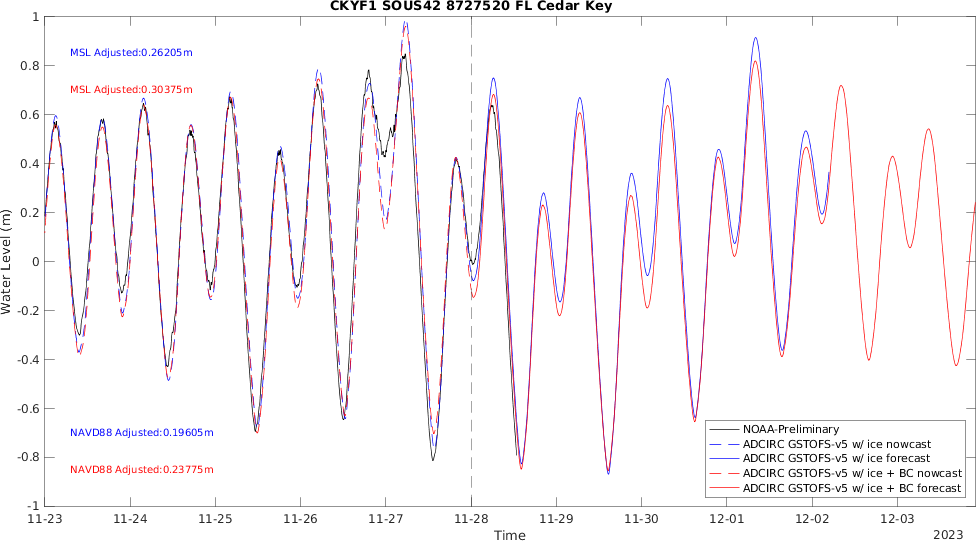 CKYF1 SOUS42 8727520 FL Cedar Key
1
0.8
0.6
0.4
0.2
0
-0.2
-0.4
-0.6
-0.8
-1
Water Level (m)
MSL Adjusted:0.26205m
MSL Adjusted:0.30375m
NAVD88 Adjusted:0.19605m
NAVD88 Adjusted:0.23775m
NOAA-Preliminary
ADCIRC GSTOFS-v5 w/ ice nowcast
ADCIRC GSTOFS-v5 w/ ice forecast
ADCIRC GSTOFS-v5 w/ ice + BC nowcast
ADCIRC GSTOFS-v5 w/ ice + BC forecast
11-23 11-24 11-25 11-26 11-27 11-28 11-29 11-30 12-01 12-02 12-03
Time
2023